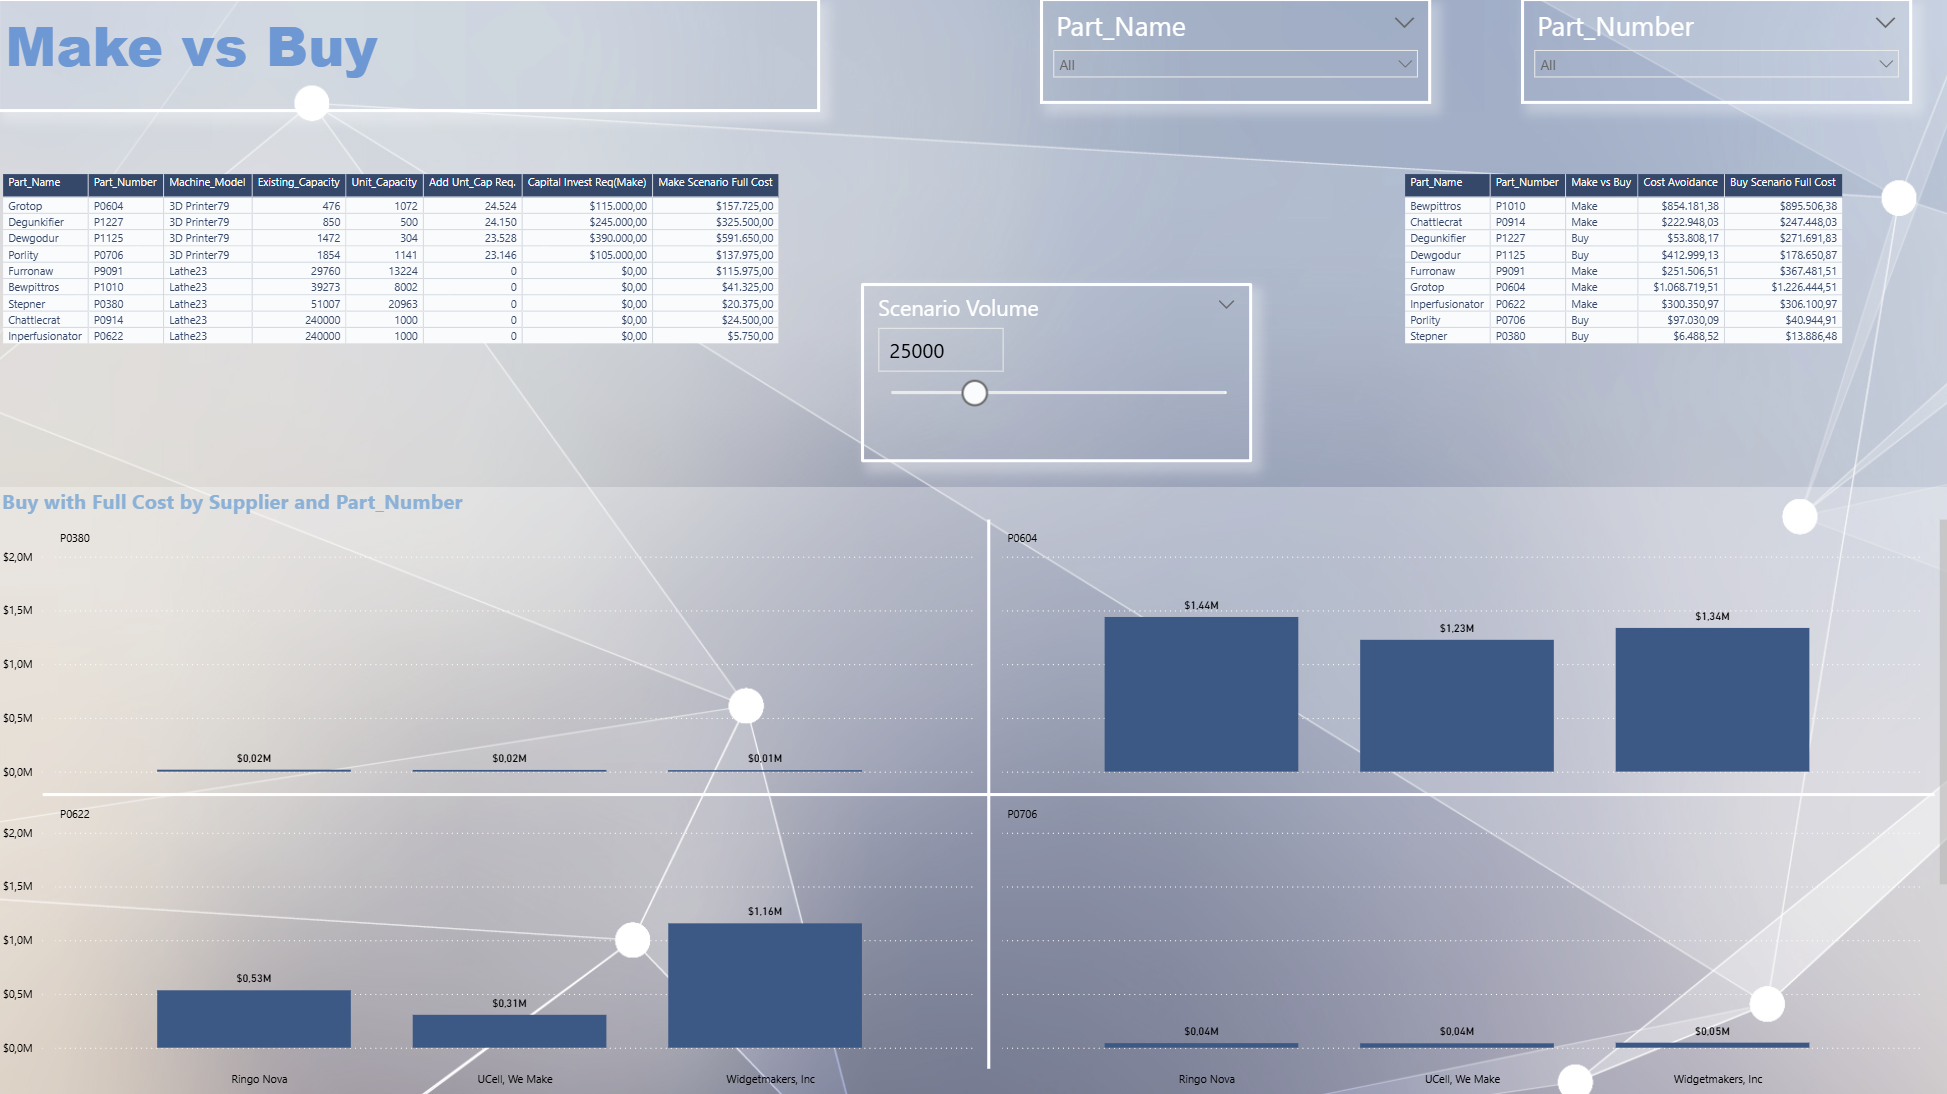 Make vs Buy
Part_Name
All
Part_Number
All
Part_Name Part_Number Machine_Model Existing_Capacity Unit_Capacity Add Unt_Cap Req. Capital Invest Req(Make) Make Scenario Full Cost
Grotop P0604 3D Printer79 476 1072 24.524 $115.000,00 $157.725,00
Degunkifier P1227 3D Printer79 850 500 24.150 $245.000,00 $325.500,00
Dewgodur P1125 3D Printer79 1472 304 23.528 $390.000,00 $591.650,00
Porlity P0706 3D Printer79 1854 1141 23.146 $105.000,00 $137.975,00
Furronaw P9091 Lathe23 29760 13224 0 $0,00 $115.975,00
Bewpittros P1010 Lathe23 39273 8002 0 $0,00 $41.325,00
Stepner P0380 Lathe23 51007 20963 0 $0,00 $20.375,00
Chattlecrat P0914 Lathe23 240000 1000 0 $0,00 $24.500,00
Inperfusionator P0622 Lathe23 240000 1000 0 $0,00 $5.750,00
Scenario Volume
25000
Part_Name Part_Number Make vs Buy Cost Avoidance Buy Scenario Full Cost
Bewpittros P1010 Make $854.181,38 $895.506,38
Chattlecrat P0914 Make $222.948,03 $247.448,03
Degunkifier P1227 Buy $53.808,17 $271.691,83
Dewgodur P1125 Buy $412.999,13 $178.650,87
Furronaw P9091 Make $251.506,51 $367.481,51
Grotop P0604 Make $1.068.719,51 $1.226.444,51
Inperfusionator P0622 Make $300.350,97 $306.100,97
Porlity P0706 Buy $97.030,09 $40.944,91
Stepner P0380 Buy $6.488,52 $13.886,48
Buy with Full Cost by Supplier and Part_Number
P0380
$2,0M
$1,5M
$1,0M
$0,5M
$0,0M
$0,02M $0,02M $0,01M
P0604
$1,44M $1,23M $1,34M
P0622
$2,0M
$1,5M
$1,0M
$0,5M
$0,0M
$0,53M $0,31M $1,16M
Ringo Nova UCell, We Make Widgetmakers, Inc
P0706
$0,04M $0,04M $0,05M
Ringo Nova UCell, We Make Widgetmakers, Inc